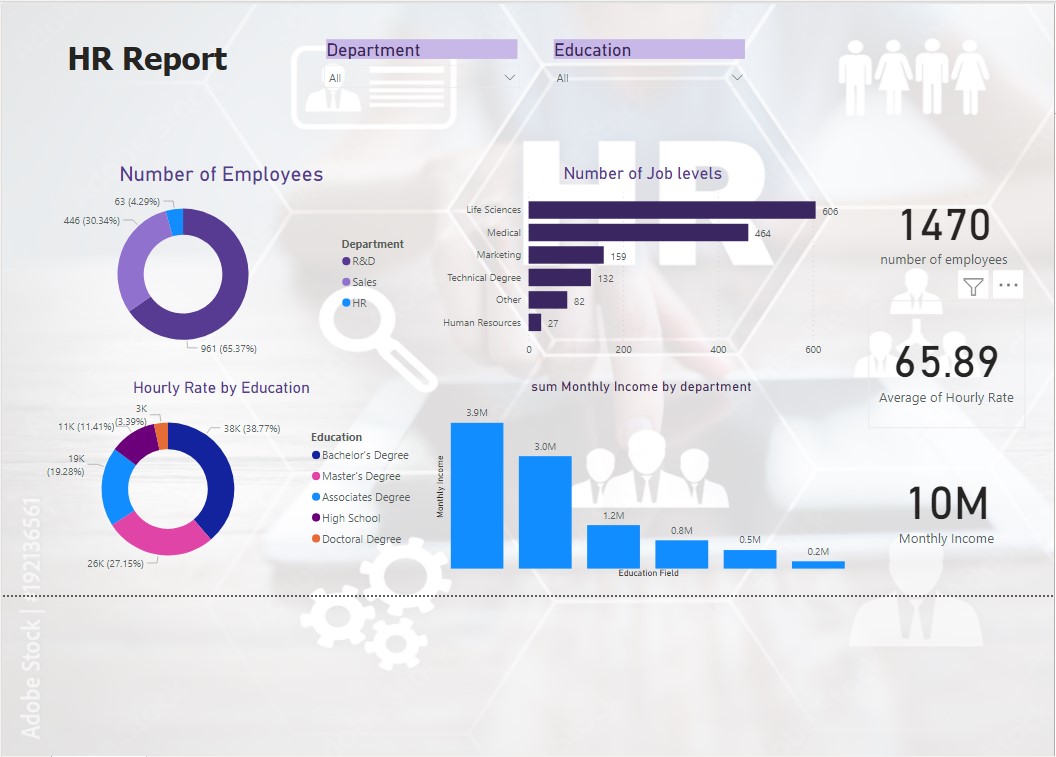 HR Report
Department
All
Education
All
HR
Number of Employees
63 (4.29%)
446 (30.34%)
961 (65.37%)
Department
R&D
Sales
HR
Number of Job levels
Life Sciences 606
Medical 464
Marketing 159
Technical Degree 132
Other 82
Human Resources 27
0 200 400 600
1470
number of employees
65.89
Average of Hourly Rate
10M
Monthly Income
Hourly Rate by Education
3K
(3.39%)
11K (11.41%)
38K (38.77%)
19K
(19.28%)
26K (27.15%)
Education
Bachelor's Degree
Master's Degree
Associates Degree
High School
Doctoral Degree
sum Monthly Income by department
Monthly Income
3.9M
3.0M
1.2M
0.8M
0.5M
0.2M
Education Field
Adobe Stock |